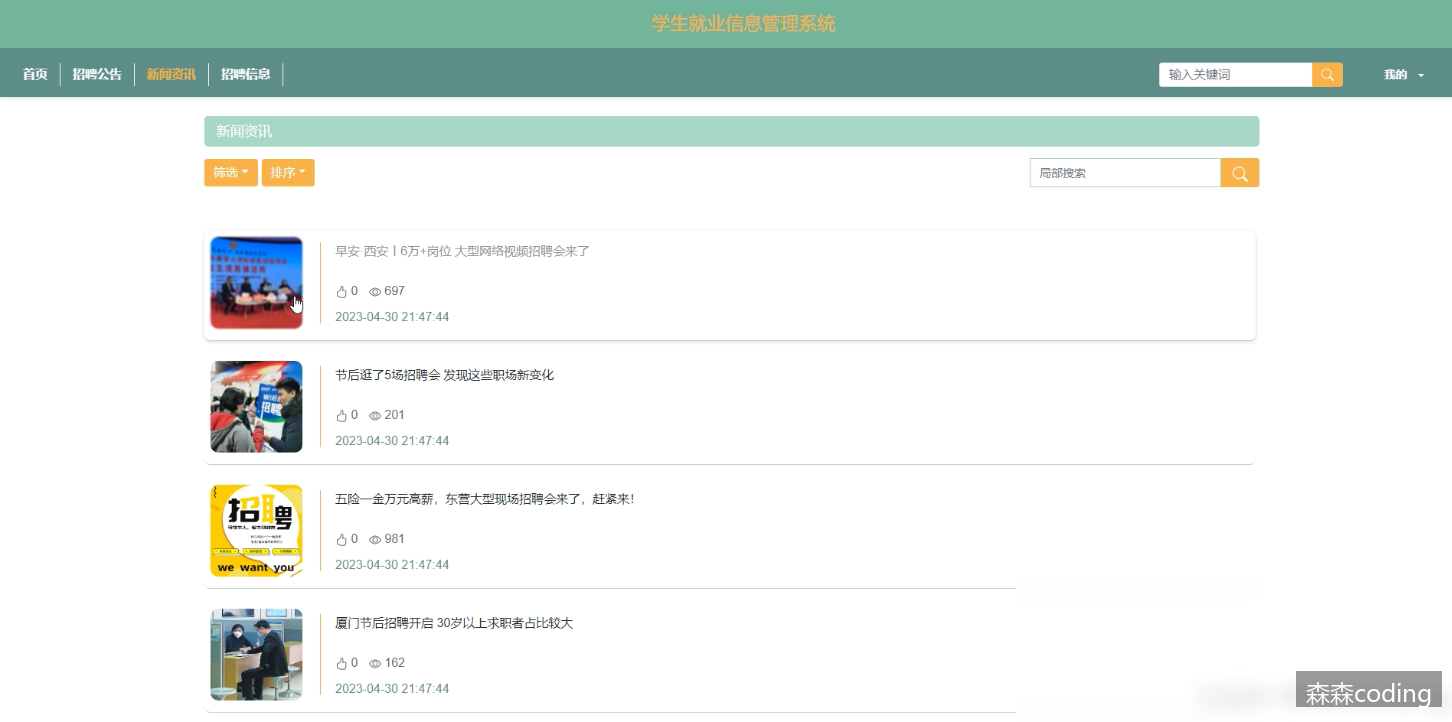 学生就业信息管理系统
首页 招聘公告 新闻资讯 招聘信息 输入关键词 我的
新闻资讯
筛选 排序 局部搜索
早安·西安丨6万+岗位 大型网络视频招聘会来了
0 697
2023-04-30 21:47:44
节后逛了5场招聘会 发现这些职场新变化
0 201
2023-04-30 21:47:44
招聘
五险一金万元高薪，东营大型现场招聘会来了，赶紧来！
0 981
2023-04-30 21:47:44
招聘
we want you
厦门节后招聘开启 30岁以上求职者占比较大
0 162
2023-04-30 21:47:44
森森coding